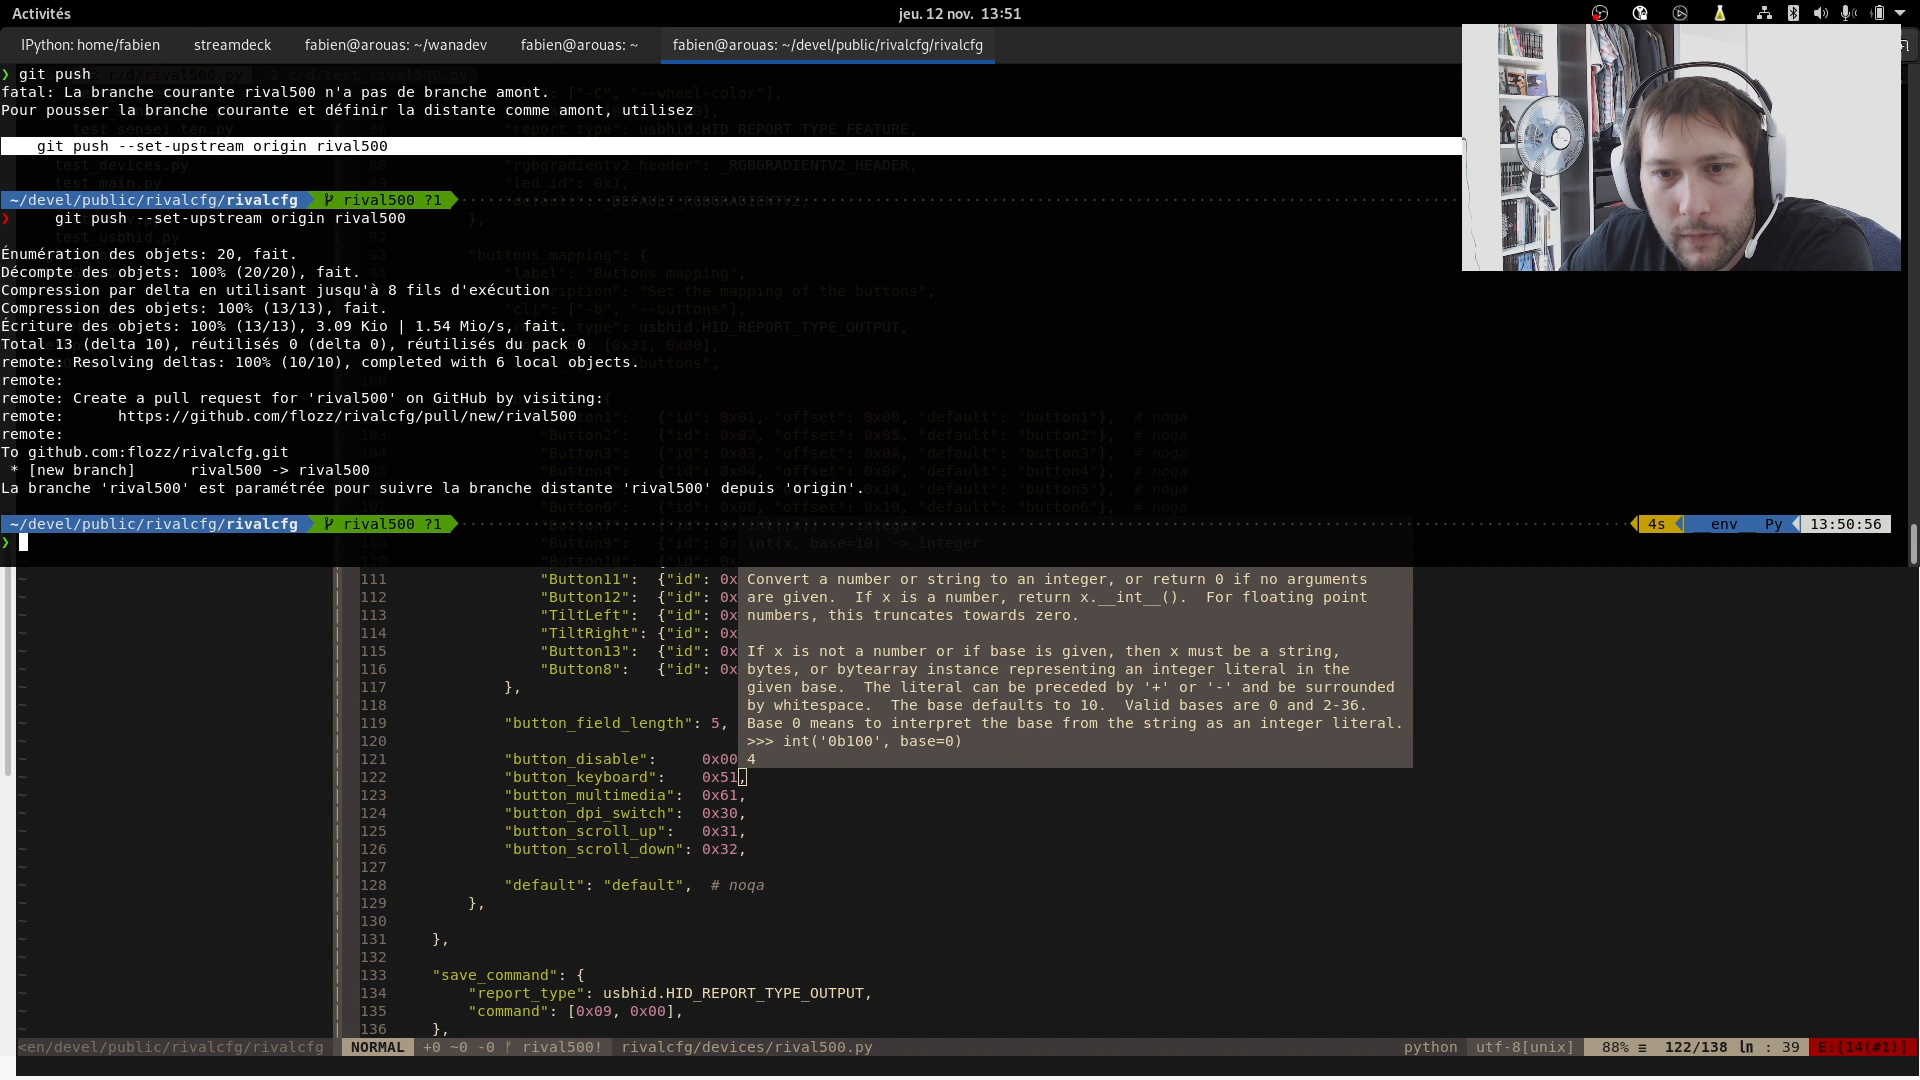 Activités
jeu. 12 nov. 13:51
IPython: home/fabien
streamdeck
fabien@arouas: ~/wanadev
fabien@arouas: ~
fabien@arouas: ~/devel/public/rivalcfg/rivalcfg
❯ git push
fatal: La branche courante rival500 n'a pas de branche amont.
Pour pousser la branche courante et définir la distante comme amont, utilisez
git push --set-upstream origin rival500
~/devel/public/rivalcfg/rivalcfg rival500 ?1
❯ git push --set-upstream origin rival500
Énumération des objets: 20, fait.
Décompte des objets: 100% (20/20), fait.
Compression par delta en utilisant jusqu'à 8 fils d'exécution
Compression des objets: 100% (13/13), fait.
Écriture des objets: 100% (13/13), 3.09 Kio | 1.54 Mio/s, fait.
Total 13 (delta 10), réutilisés 0 (delta 0), réutilisés du pack 0
remote: Resolving deltas: 100% (10/10), completed with 6 local objects.
remote:
remote: Create a pull request for 'rival500' on GitHub by visiting:
remote:      https://github.com/flozz/rivalcfg/pull/new/rival500
remote:
To github.com:flozz/rivalcfg.git
* [new branch]      rival500 -> rival500
La branche 'rival500' est paramétrée pour suivre la branche distante 'rival500' depuis 'origin'.
~/devel/public/rivalcfg/rivalcfg rival500 ?1 4s env Py 13:50:56
❯
int(x, base=10) -> integer
111 "Button11":  {"id": 0x Convert a number or string to an integer, or return 0 if no arguments
112 "Button12":  {"id": 0x are given.  If x is a number, return x.__int__().  For floating point
113 "TiltLeft":  {"id": 0x numbers, this truncates towards zero.
114 "TiltRight": {"id": 0x
115 "Button13":  {"id": 0x If x is not a number or if base is given, then x must be a string,
116 "Button8":   {"id": 0x bytes, or bytearray instance representing an integer literal in the
117 }, given base.  The literal can be preceded by '+' or '-' and be surrounded
118 by whitespace.  The base defaults to 10.  Valid bases are 0 and 2-36.
119 "button_field_length": 5, Base 0 means to interpret the base from the string as an integer literal.
120 >>> int('0b100', base=0)
121 "button_disable":     0x00 4
122 "button_keyboard":    0x51,
123 "button_multimedia":  0x61,
124 "button_dpi_switch":  0x30,
125 "button_scroll_up":   0x31,
126 "button_scroll_down": 0x32,
127
128 "default": "default",  # noqa
129 },
130
131 },
132
133 "save_command": {
134 "report_type": usbhid.HID_REPORT_TYPE_OUTPUT,
135 "command": [0x09, 0x00],
136 },
<en/devel/public/rivalcfg/rivalcfg NORMAL +0 ~0 -0 rival500! rivalcfg/devices/rival500.py python utf-8[unix] 88% ≡ 122/138 ln : 39 E:[14(#1)]